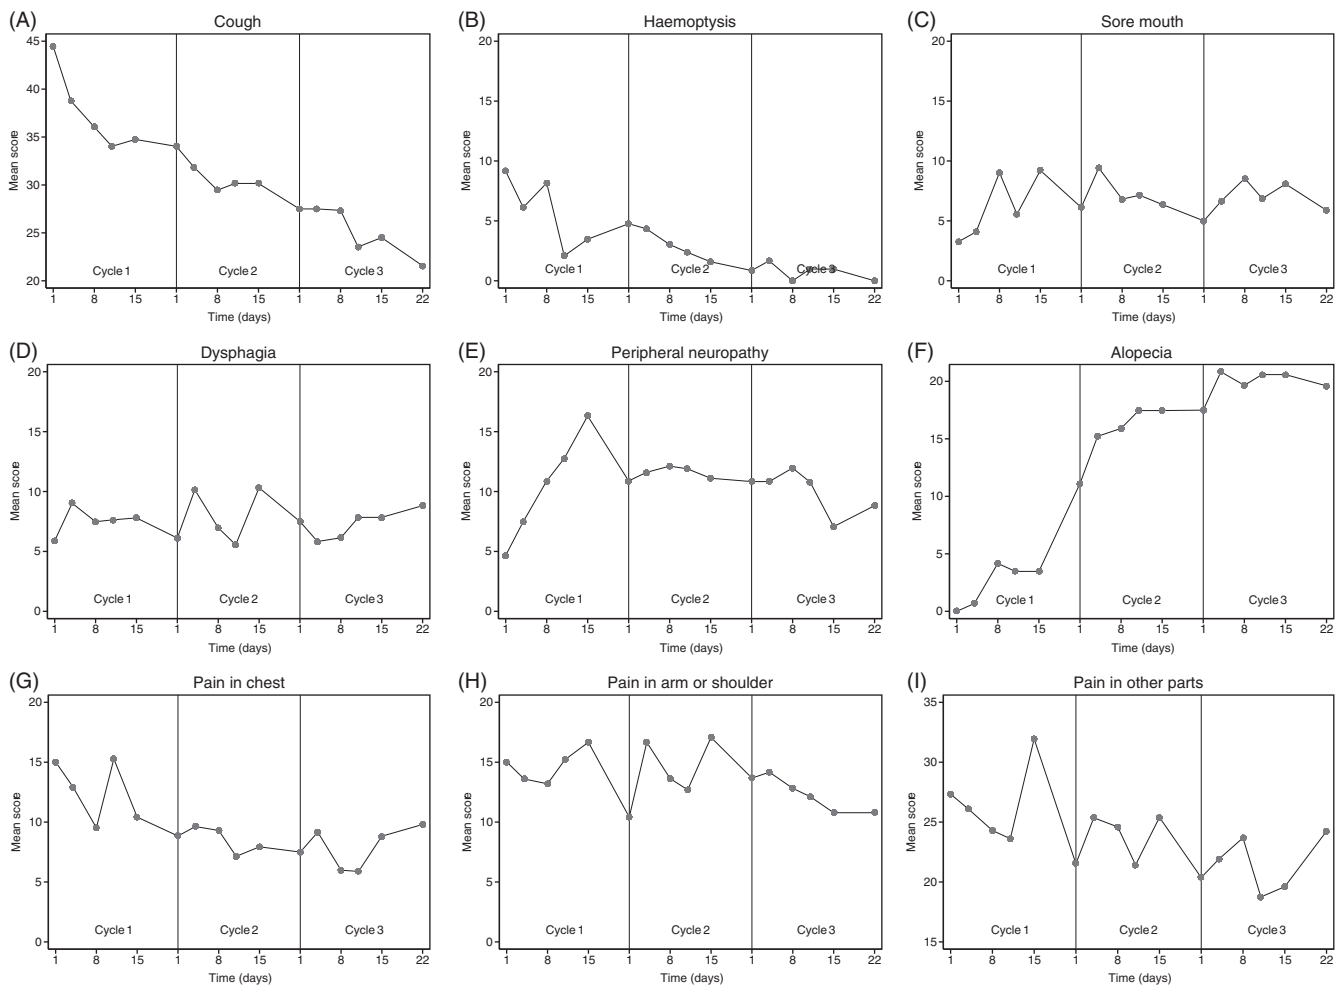 (A) Cough
45
40
35
30
25
20
Mean score
Cycle 1 Cycle 2 Cycle 3
1 8 15 1 8 15 1 8 15 22
Time (days)
(B) Haemoptysis
20
15
10
5
0
Mean score
Cycle 1 Cycle 2 Cycle 3
1 8 15 1 8 15 1 8 15 22
Time (days)
(C) Sore mouth
20
15
10
5
0
Mean score
Cycle 1 Cycle 2 Cycle 3
1 8 15 1 8 15 1 8 15 22
Time (days)
(D) Dysphagia
20
15
10
5
0
Mean score
Cycle 1 Cycle 2 Cycle 3
1 8 15 1 8 15 1 8 15 22
Time (days)
(E) Peripheral neuropathy
20
15
10
5
0
Mean score
Cycle 1 Cycle 2 Cycle 3
1 8 15 1 8 15 1 8 15 22
Time (days)
(F) Alopecia
20
15
10
5
0
Mean score
Cycle 1 Cycle 2 Cycle 3
1 8 15 1 8 15 1 8 15 22
Time (days)
(G) Pain in chest
20
15
10
5
0
Mean score
Cycle 1 Cycle 2 Cycle 3
1 8 15 1 8 15 1 8 15 22
Time (days)
(H) Pain in arm or shoulder
20
15
10
5
0
Mean score
Cycle 1 Cycle 2 Cycle 3
1 8 15 1 8 15 1 8 15 22
Time (days)
(I) Pain in other parts
35
30
25
20
15
Mean score
Cycle 1 Cycle 2 Cycle 3
1 8 15 1 8 15 1 8 15 22
Time (days)